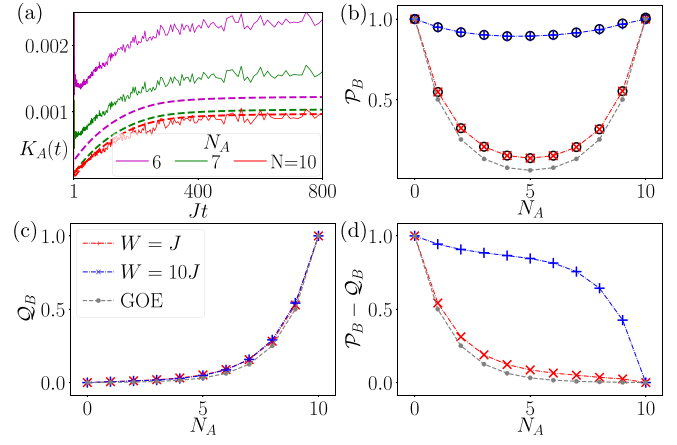 (a)
0.002
0.001
K_A(t)
N_A
6
7
N=10
1
400
800
Jt
(b)
1.0
0.5
P_B
0
5
10
N_A
(c)
1.0
0.5
0.0
Q_B
W = J
W = 10J
GOE
0
5
10
N_A
(d)
1.0
0.5
0.0
P_B − Q_B
0
5
10
N_A